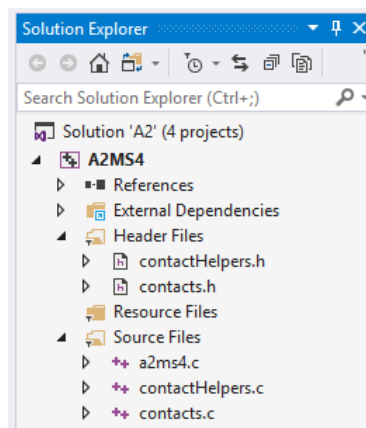 Solution Explorer
Search Solution Explorer (Ctrl+;)
Solution 'A2' (4 projects)
A2MS4
References
External Dependencies
Header Files
contactHelpers.h
contacts.h
Resource Files
Source Files
a2ms4.c
contactHelpers.c
contacts.c